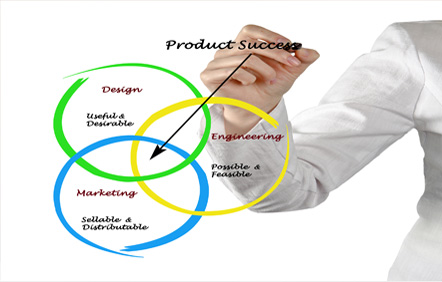 Product Success
Design
Useful &
Desirable
Engineering
Possible &
Feasible
Marketing
Sellable &
Distributable